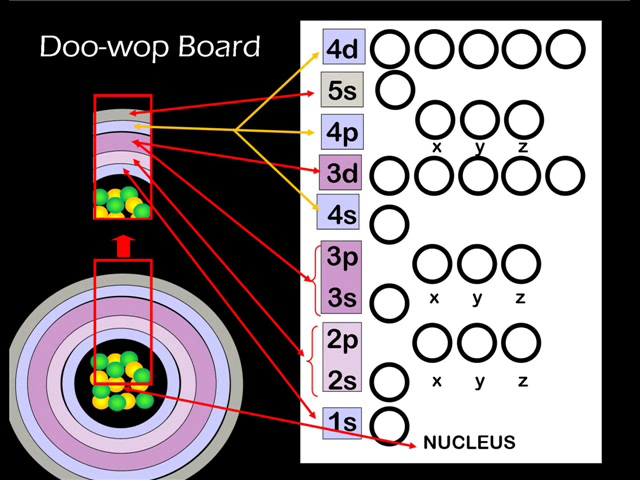 Doo-wop Board
4d
5s
4p
x y z
3d
4s
3p
3s
x y z
2p
2s
x y z
1s
NUCLEUS